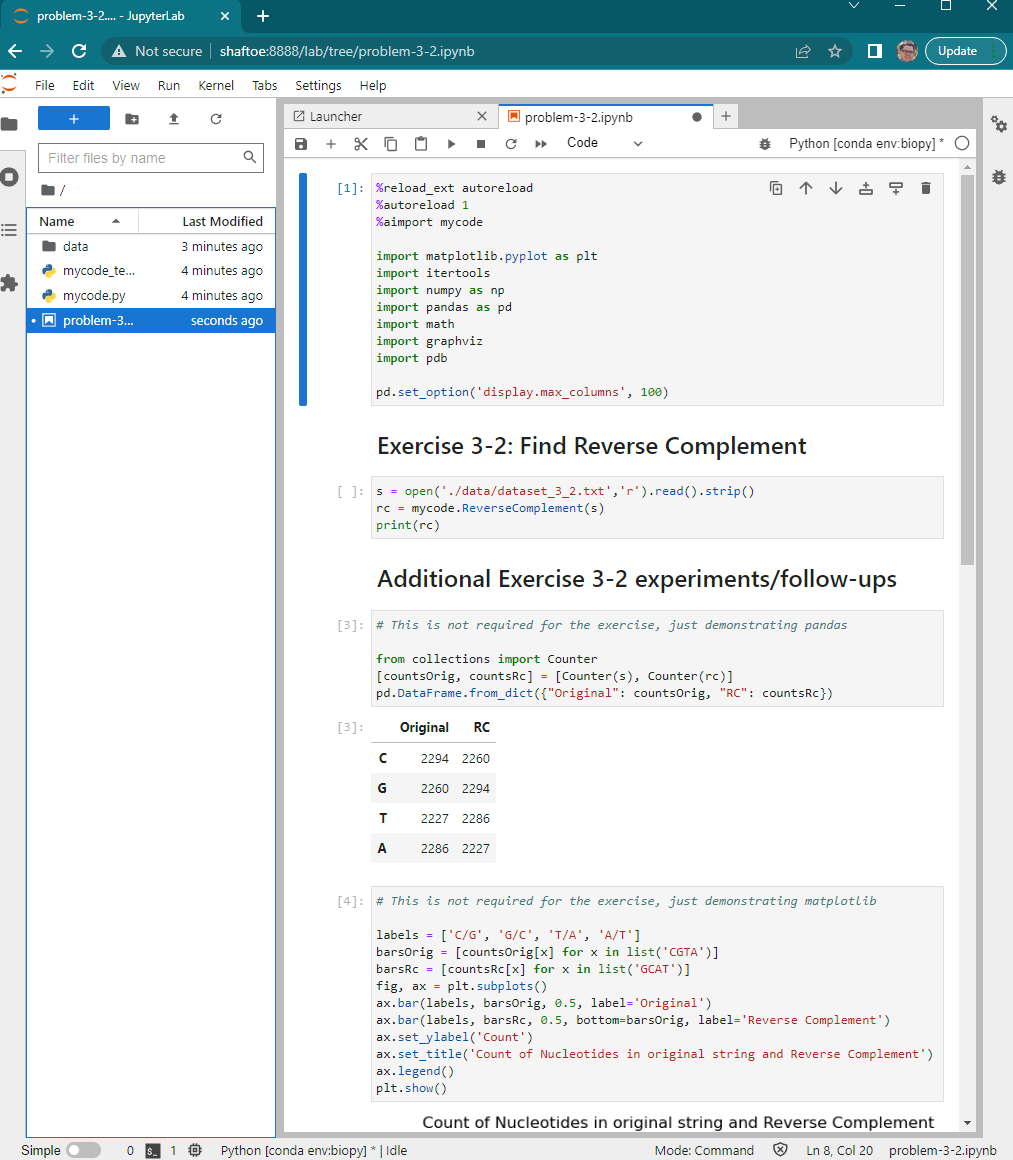 problem-3-2.... - JupyterLab
Not secure shaftoe:8888/lab/tree/problem-3-2.ipynb Update
File Edit View Run Kernel Tabs Settings Help
Launcher
problem-3-2.ipynb
Filter files by name
/
Code
Python [conda env:biopy] *
Name Last Modified
data 3 minutes ago
mycode_te... 4 minutes ago
mycode.py 4 minutes ago
problem-3... seconds ago
[1]: %reload_ext autoreload
%autoreload 1
%aimport mycode
import matplotlib.pyplot as plt
import itertools
import numpy as np
import pandas as pd
import math
import graphviz
import pdb
pd.set_option('display.max_columns', 100)
Exercise 3-2: Find Reverse Complement
[ ]: s = open('./data/dataset_3_2.txt','r').read().strip()
rc = mycode.ReverseComplement(s)
print(rc)
Additional Exercise 3-2 experiments/follow-ups
[3]: # This is not required for the exercise, just demonstrating pandas
from collections import Counter
[countsOrig, countsRc] = [Counter(s), Counter(rc)]
pd.DataFrame.from_dict({"Original": countsOrig, "RC": countsRc})
[3]: Original RC
C 2294 2260
G 2260 2294
T 2227 2286
A 2286 2227
[4]: # This is not required for the exercise, just demonstrating matplotlib
labels = ['C/G', 'G/C', 'T/A', 'A/T']
barsOrig = [countsOrig[x] for x in list('CGTA')]
barsRc = [countsRc[x] for x in list('GCAT')]
fig, ax = plt.subplots()
ax.bar(labels, barsOrig, 0.5, label='Original')
ax.bar(labels, barsRc, 0.5, bottom=barsOrig, label='Reverse Complement')
ax.set_ylabel('Count')
ax.set_title('Count of Nucleotides in original string and Reverse Complement')
ax.legend()
plt.show()
Count of Nucleotides in original string and Reverse Complement
Simple 0 $_ 1 Python [conda env:biopy] * | Idle Mode: Command Ln 8, Col 20 problem-3-2.ipynb